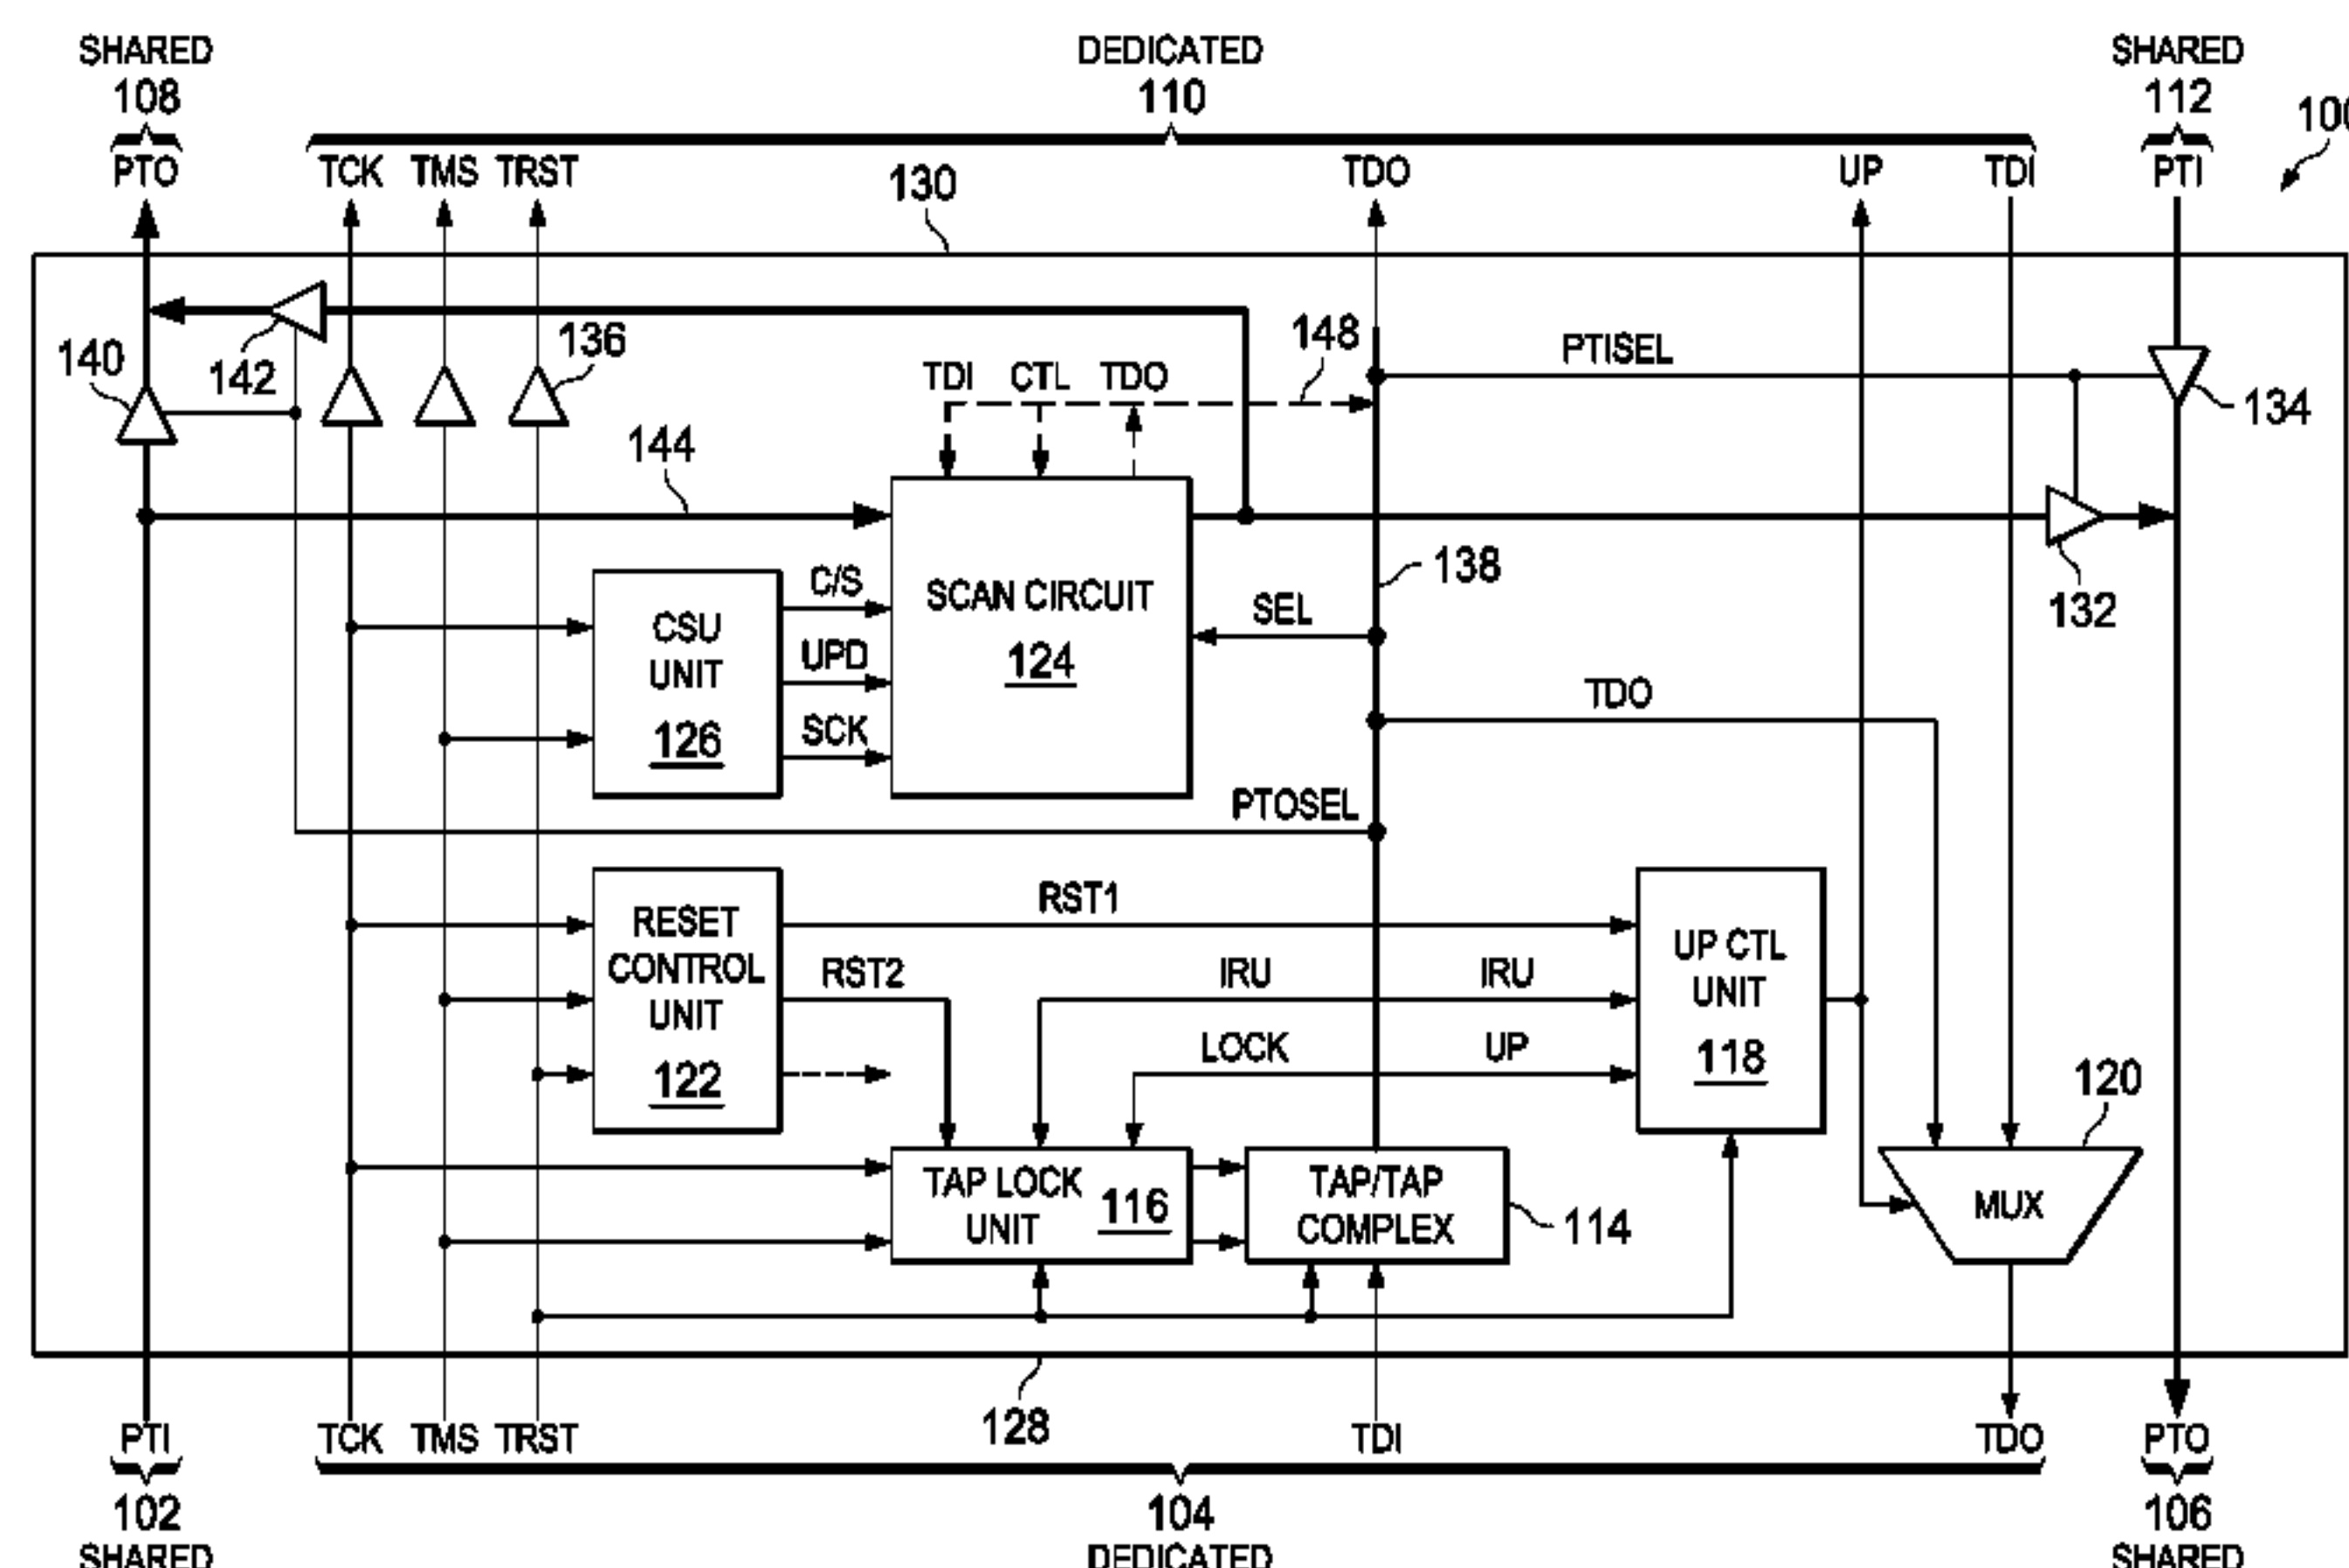 SHARED DEDICATED SHARED
108 110 112
100
PTO TCK TMS TRST TDO UP TDI PTI
130
136 148 PTISEL
140 142 TDI CTL TDO
134
144
138
CSU UNIT 126
C/S
UPD
SCK
SCAN CIRCUIT
124
SEL
132
TDO
PTOSEL
RESET CONTROL UNIT 122
RST1
RST2
IRU IRU
LOCK UP
UP CTL UNIT 118
120
TAP LOCK UNIT 116
TAP/TAP COMPLEX
114
MUX
128
PTI TCK TMS TRST TDI TDO PTO
102 104 106
SHARED DEDICATED SHARED